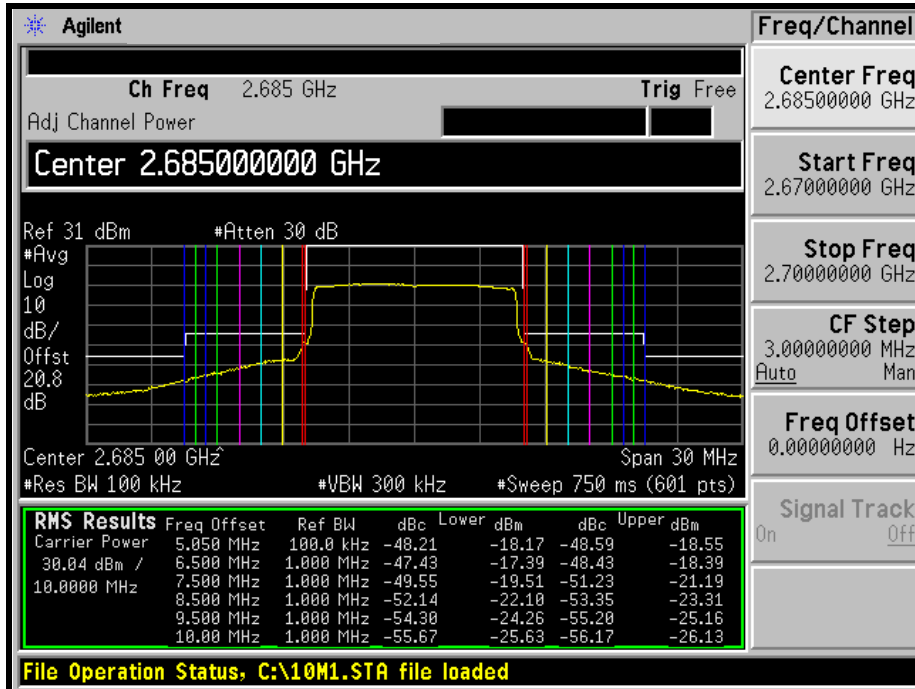 Agilent
Freq/Channel
Ch Freq 2.685 GHz Trig Free
Adj Channel Power
Center 2.685000000 GHz
Ref 31 dBm #Atten 30 dB
#Avg
Log
10
dB/
Offst
20.8
dB
Center 2.685 00 GHz^ Span 30 MHz
#Res BW 100 kHz #VBW 300 kHz #Sweep 750 ms (601 pts)
RMS Results Freq Offset Ref BW dBc Lower dBm dBc Upper dBm
Carrier Power 5.050 MHz 100.0 kHz -48.21 -18.17 -48.59 -18.55
30.04 dBm / 6.500 MHz 1.000 MHz -47.43 -17.39 -48.43 -18.39
10.0000 MHz 7.500 MHz 1.000 MHz -49.55 -19.51 -51.23 -21.19
8.500 MHz 1.000 MHz -52.14 -22.10 -53.35 -23.31
9.500 MHz 1.000 MHz -54.30 -24.26 -55.20 -25.16
10.00 MHz 1.000 MHz -55.67 -25.63 -56.17 -26.13
File Operation Status, C:\10M1.STA file loaded
Center Freq
2.68500000 GHz
Start Freq
2.67000000 GHz
Stop Freq
2.70000000 GHz
CF Step
3.00000000 MHz
Auto Man
Freq Offset
0.00000000 Hz
Signal Track
On Off